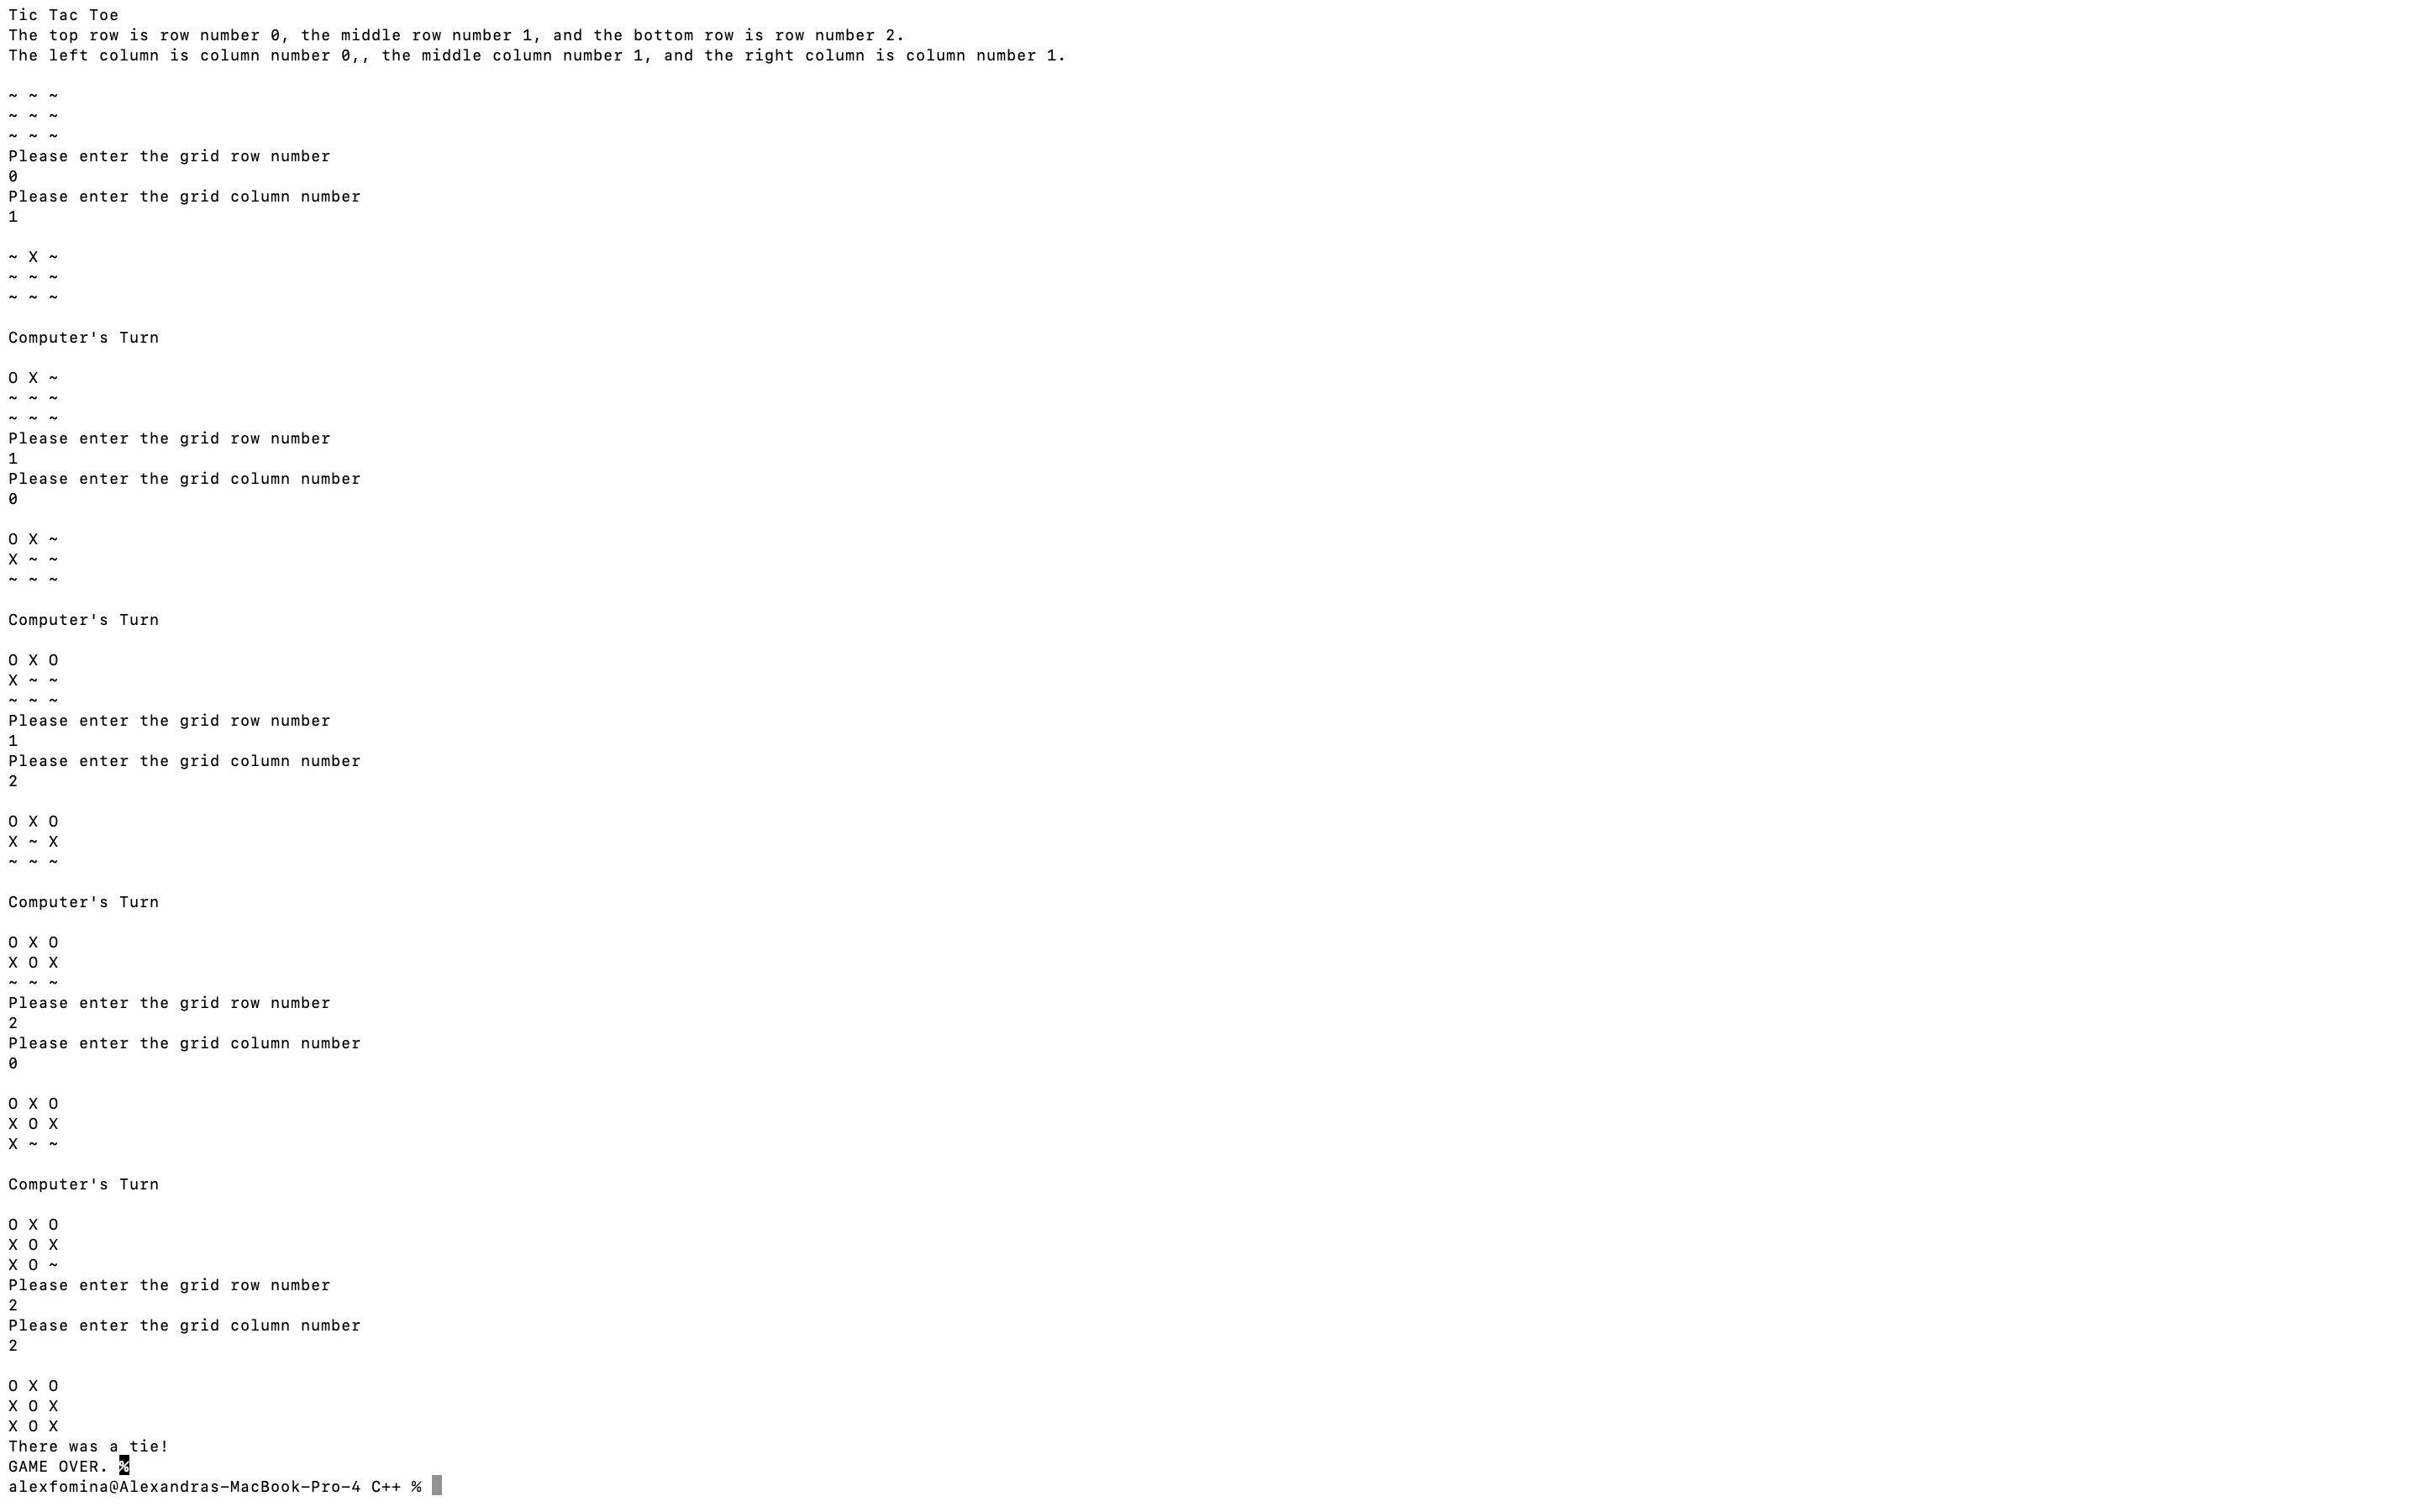 Tic Tac Toe
The top row is row number 0, the middle row number 1, and the bottom row is row number 2.
The left column is column number 0,, the middle column number 1, and the right column is column number 1.
~ ~ ~
~ ~ ~
~ ~ ~
Please enter the grid row number
0
Please enter the grid column number
1
~ X ~
~ ~ ~
~ ~ ~
Computer's Turn
O X ~
~ ~ ~
~ ~ ~
Please enter the grid row number
1
Please enter the grid column number
0
O X ~
X ~ ~
~ ~ ~
Computer's Turn
O X O
X ~ ~
~ ~ ~
Please enter the grid row number
1
Please enter the grid column number
2
O X O
X ~ X
~ ~ ~
Computer's Turn
O X O
X O X
~ ~ ~
Please enter the grid row number
2
Please enter the grid column number
0
O X O
X O X
X ~ ~
Computer's Turn
O X O
X O X
X O ~
Please enter the grid row number
2
Please enter the grid column number
2
O X O
X O X
X O X
There was a tie!
GAME OVER. %
alexfomina@Alexandras-MacBook-Pro-4 C++ %